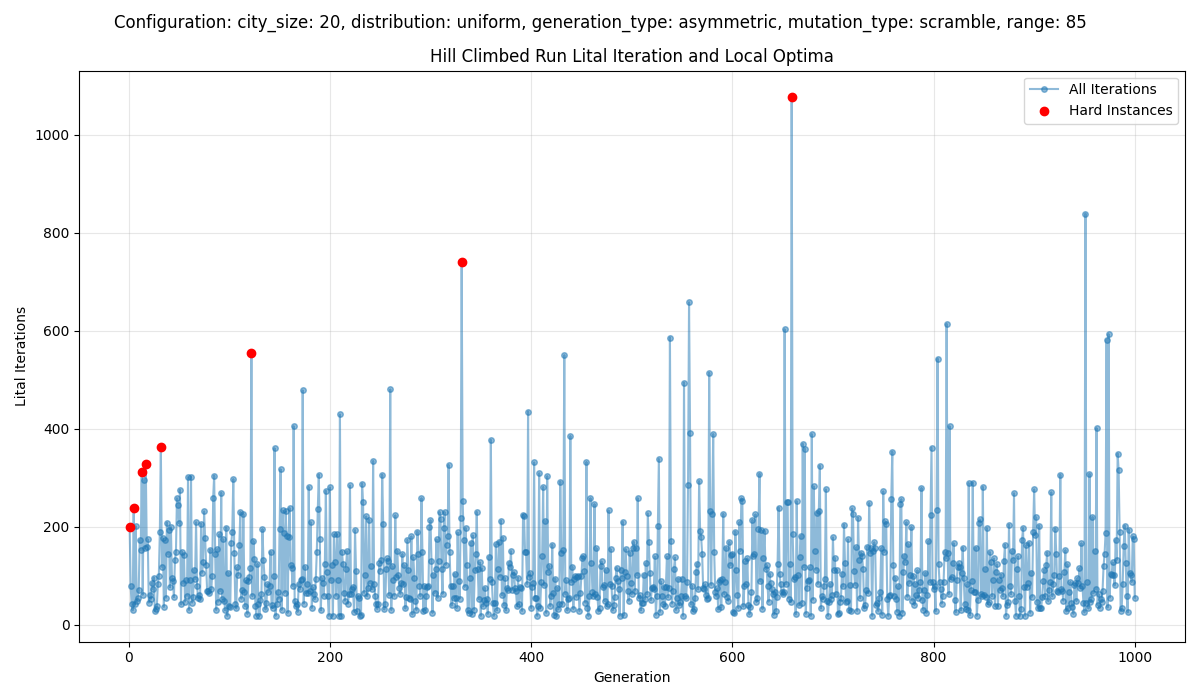 Configuration: city_size: 20, distribution: uniform, generation_type: asymmetric, mutation_type: scramble, range: 85
Hill Climbed Run Lital Iteration and Local Optima
All Iterations
Hard Instances
1000
800
600
400
200
0
Lital Iterations
0 200 400 600 800 1000
Generation